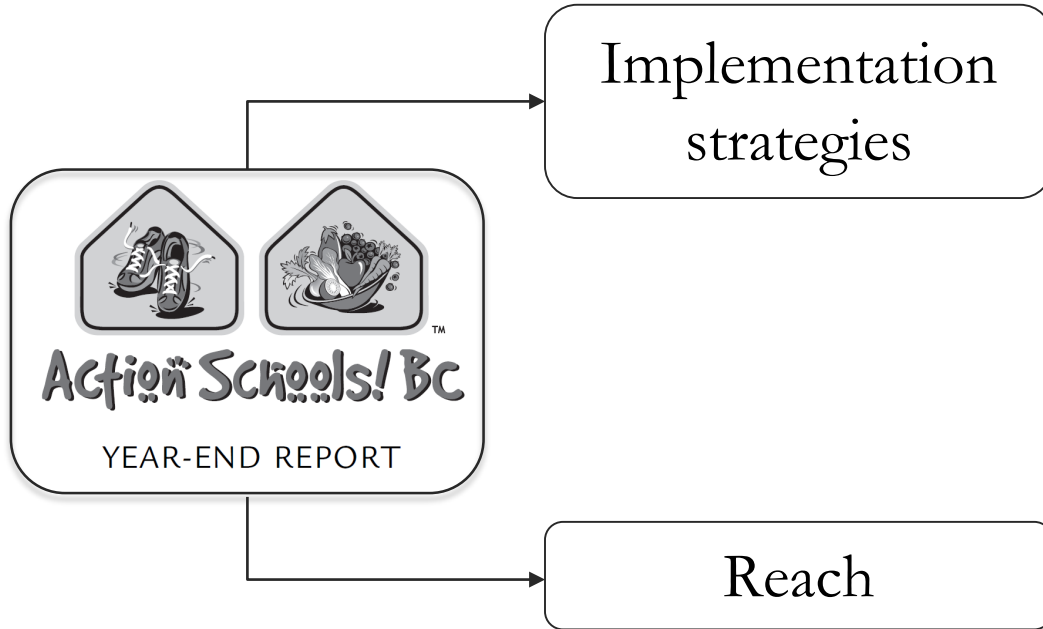 Implementation
strategies
TM
Action Schools! BC
YEAR-END REPORT
Reach